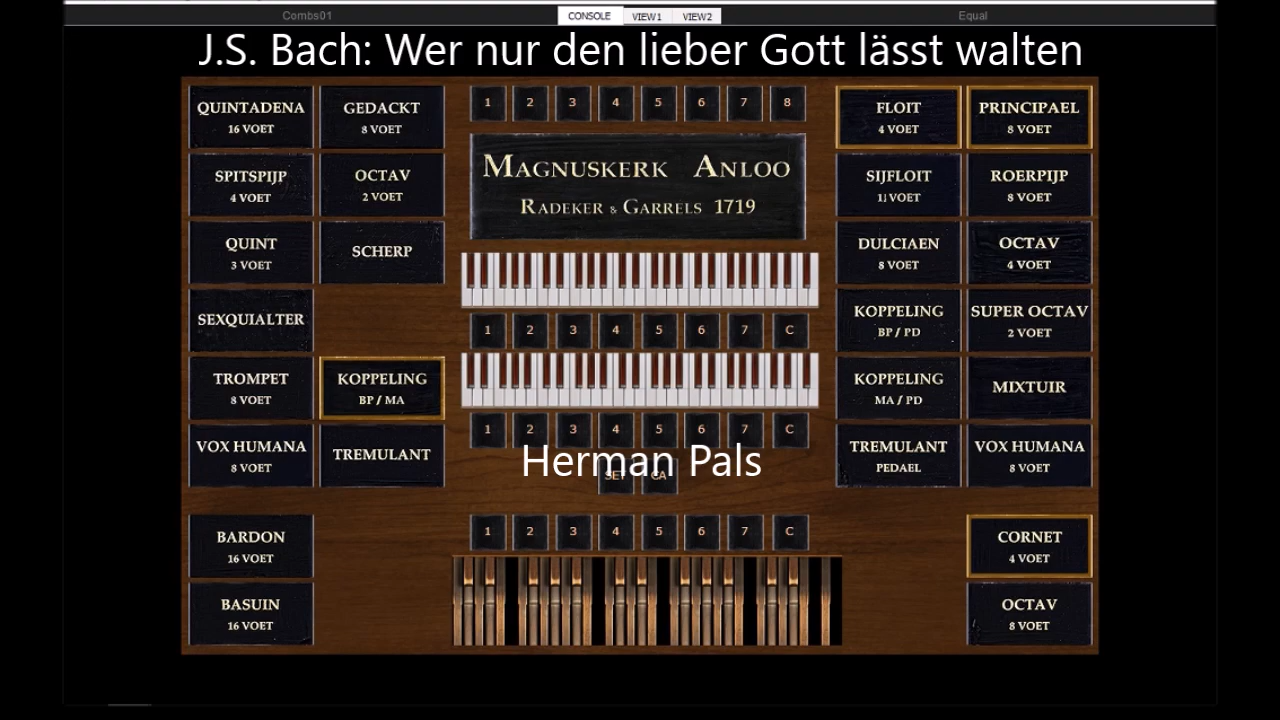 Combs01
CONSOLE VIEW1 VIEW2
Equal
J.S. Bach: Wer nur den lieber Gott lässt walten
QUINTADENA
16 VOET
GEDACKT
8 VOET
SPITSPIJP
4 VOET
OCTAV
2 VOET
QUINT
3 VOET
SCHERP
SEXQUIALTER
TROMPET
8 VOET
KOPPELING
BP / MA
VOX HUMANA
8 VOET
TREMULANT
BARDON
16 VOET
BASUIN
16 VOET
1 2 3 4 5 6 7 8
MAGNUSKERK ANLOO
RADEKER & GARRELS 1719
1 2 3 4 5 6 7 C
1 2 3 4 5 6 7 C
Herman Pals
SET CA
1 2 3 4 5 6 7 C
FLOIT
4 VOET
PRINCIPAEL
8 VOET
SIJFLOIT
VOET
ROERPIJP
8 VOET
DULCIAEN
8 VOET
OCTAV
4 VOET
KOPPELING
BP / PD
SUPER OCTAV
2 VOET
KOPPELING
MA / PD
MIXTUIR
TREMULANT
PEDAEL
VOX HUMANA
8 VOET
CORNET
4 VOET
OCTAV
8 VOET